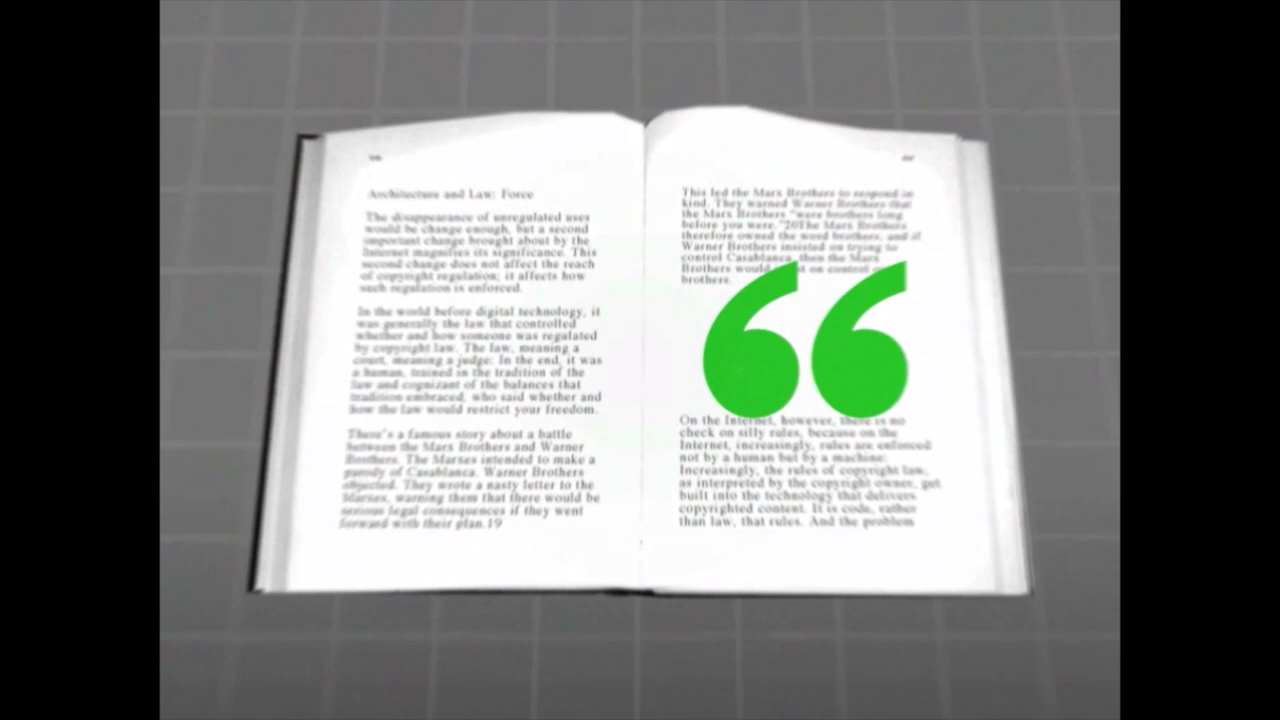 Architecture and Law: Force
The disappearance of unregulated uses
would be change enough, but a second
important change brought about by the
Internet magnifies its significance. This
second change does not affect the reach
of copyright regulation; it affects how
such regulation is enforced.
In the world before digital technology, it
was generally the law that controlled
whether and how someone was regulated
by copyright law. The law, meaning a
court, meaning a judge: In the end, it was
a human, trained in the tradition of the
law and cognizant of the balances that
tradition embraced, who said whether and
how the law would restrict your freedom.
There's a famous story about a battle
between the Marx Brothers and Warner
Brothers. The Marxes intended to make a
parody of Casablanca. Warner Brothers
objected. They wrote a nasty letter to the
Marxes, warning them that there would be
serious legal consequences if they went
forward with their plan.19
This led the Marx Brothers to respond in
kind. They warned Warner Brothers that
the Marx Brothers "were brothers long
before you were."20The Marx Brothers
therefore owned the word brothers, and if
Warner Brothers insisted on trying to
control Casablanca, then the Marx
Brothers would on control
brothers.
“
On the Internet, however, there is no
check on silly rules, because on the
Internet, increasingly, rules are enforced
not by a human but by a machine:
Increasingly, the rules of copyright law,
as interpreted by the copyright owner, get
built into the technology that delivers
copyrighted content. It is code, rather
than law, that rules. And the problem